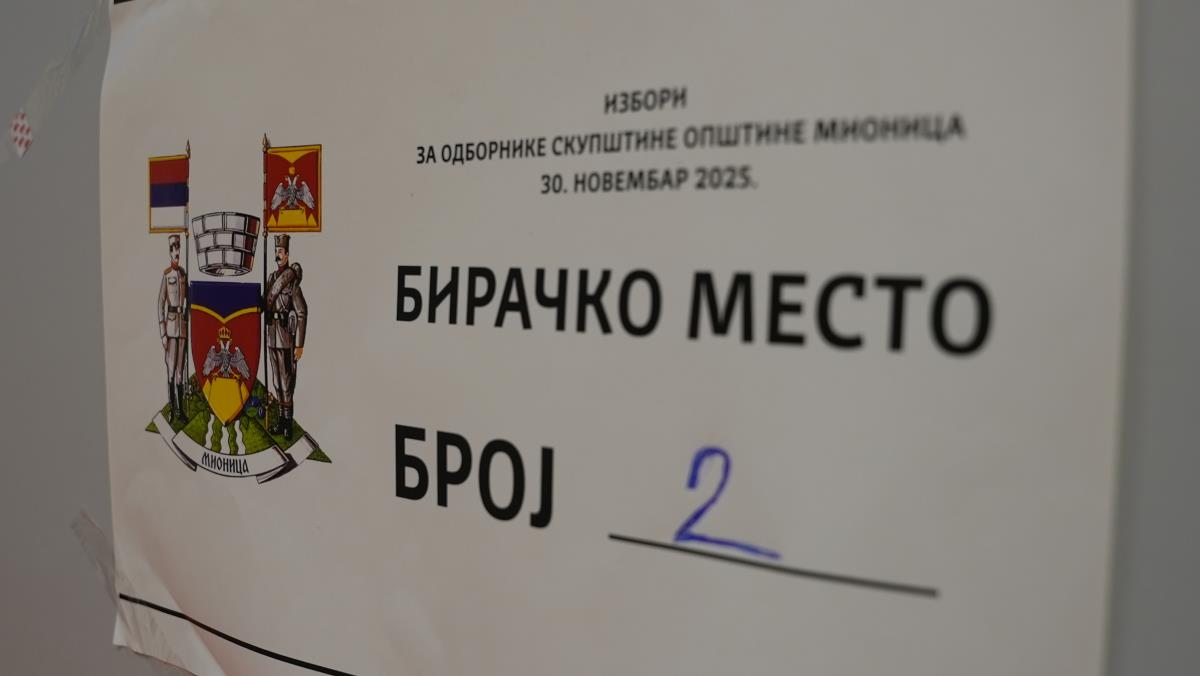 ИЗБОРИ
ЗА ОДБОРНИКЕ СКУПШТИНЕ ОПШТИНЕ МИОНИЦА
30. НОВЕМБАР 2025.
БИРАЧКО МЕСТО
БРОЈ 2
МИОНИЦА